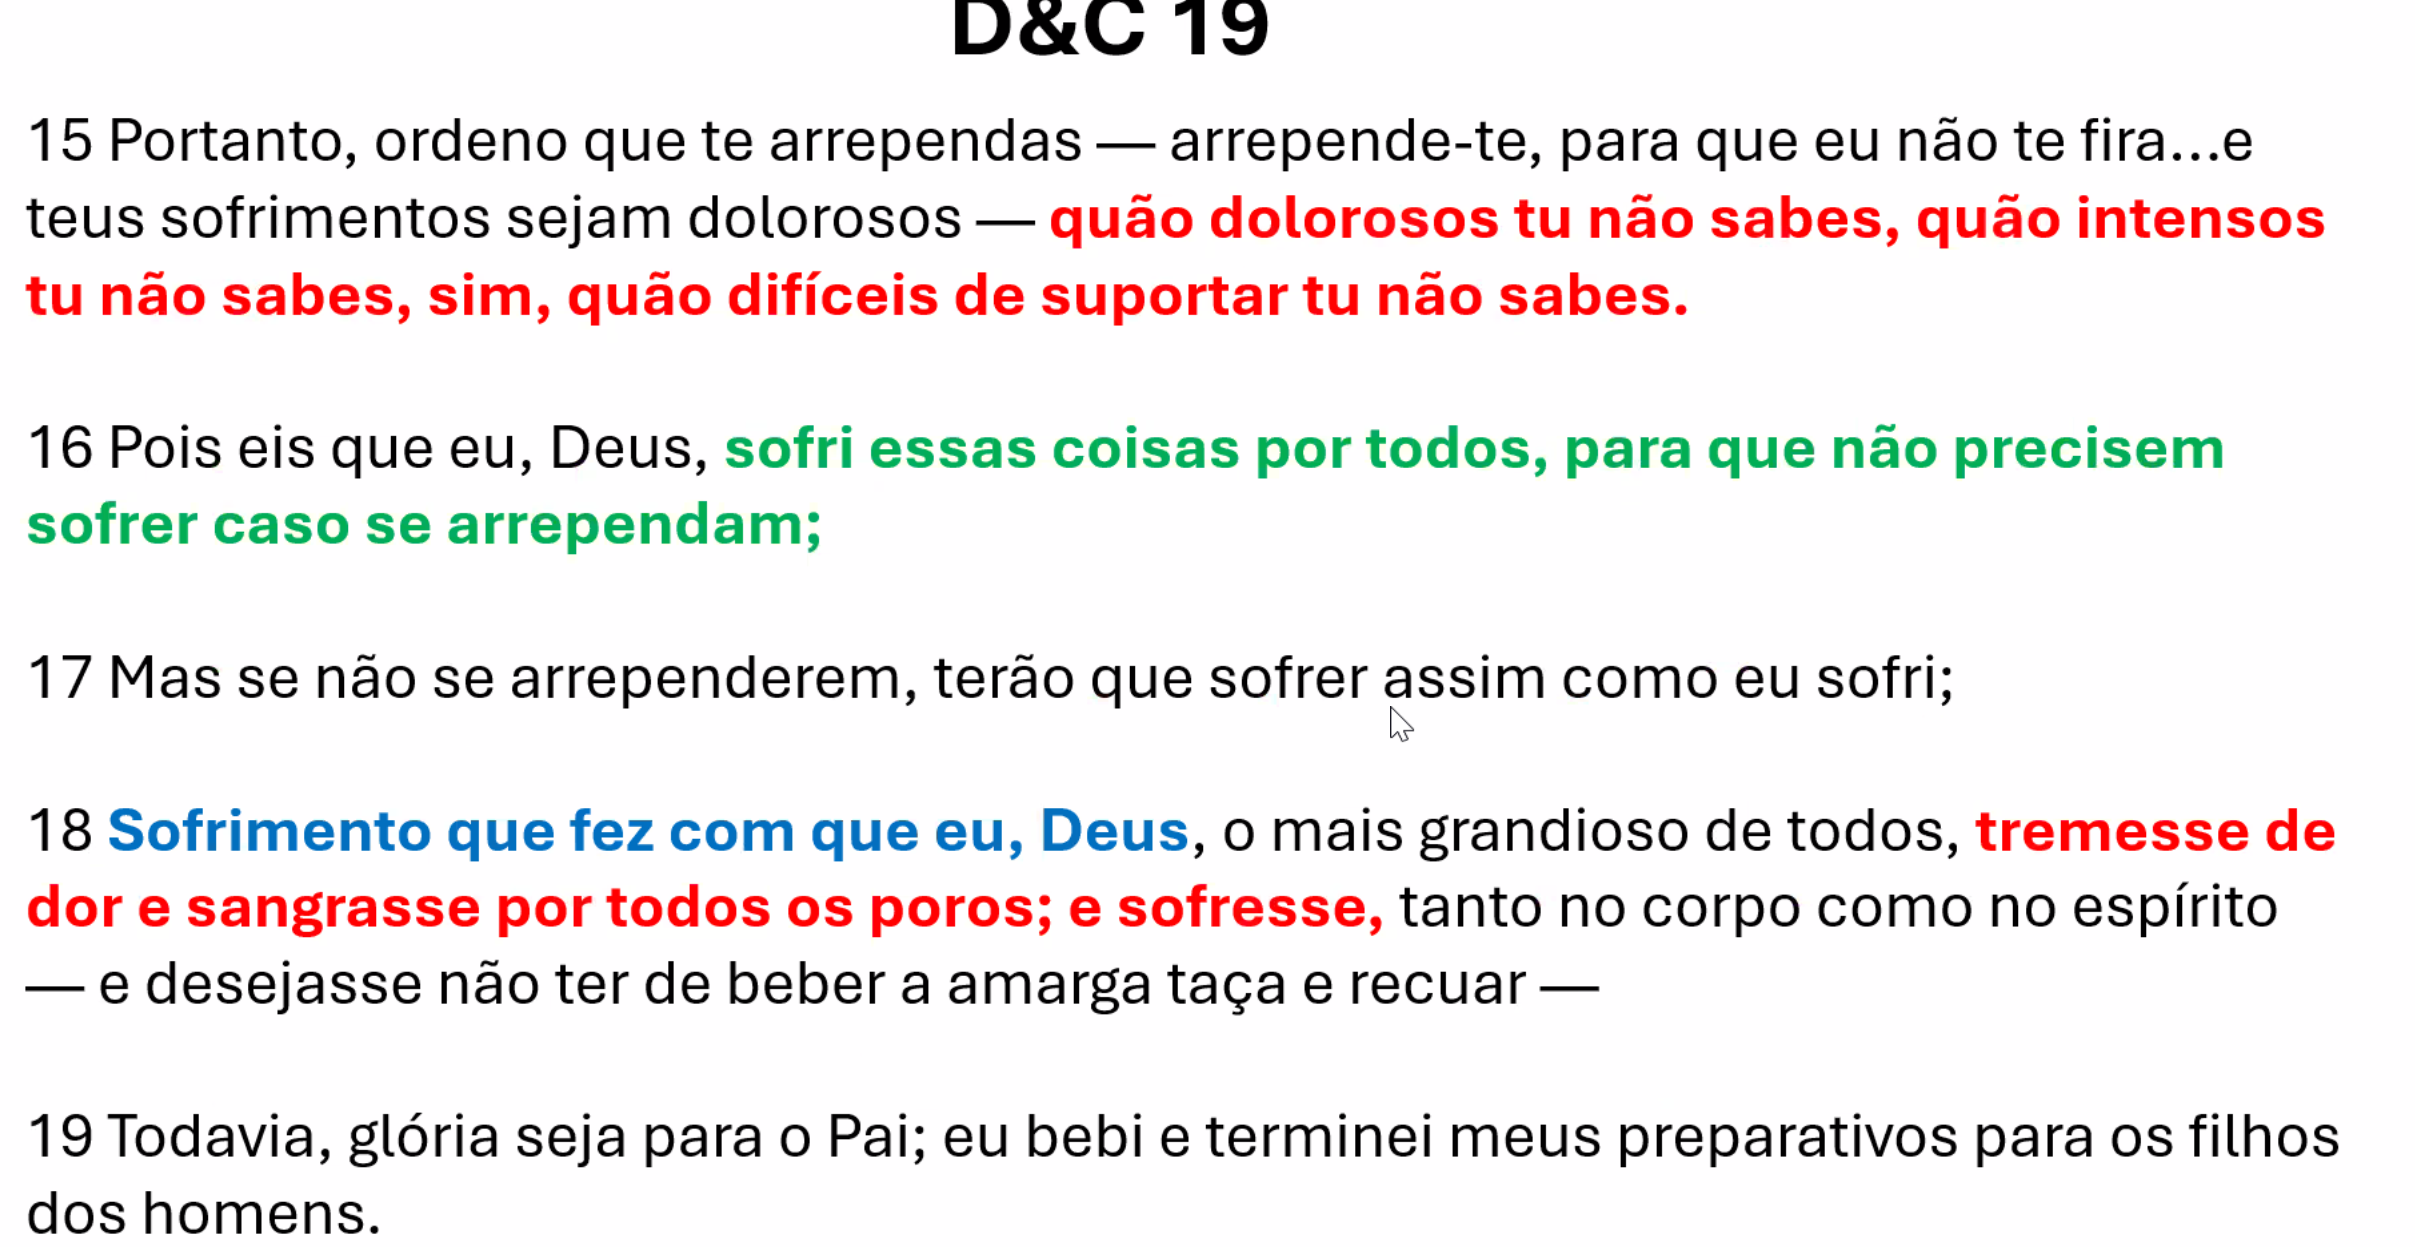 D&C 19
15 Portanto, ordeno que te arrependas — arrepende-te, para que eu não te fira...e
teus sofrimentos sejam dolorosos — quão dolorosos tu não sabes, quão intensos
tu não sabes, sim, quão difíceis de suportar tu não sabes.
16 Pois eis que eu, Deus, sofri essas coisas por todos, para que não precisem
sofrer caso se arrependam;
17 Mas se não se arrependerem, terão que sofrer assim como eu sofri;
18 Sofrimento que fez com que eu, Deus, o mais grandioso de todos, tremesse de
dor e sangrasse por todos os poros; e sofresse, tanto no corpo como no espírito
— e desejasse não ter de beber a amarga taça e recuar —
19 Todavia, glória seja para o Pai; eu bebi e terminei meus preparativos para os filhos
dos homens.